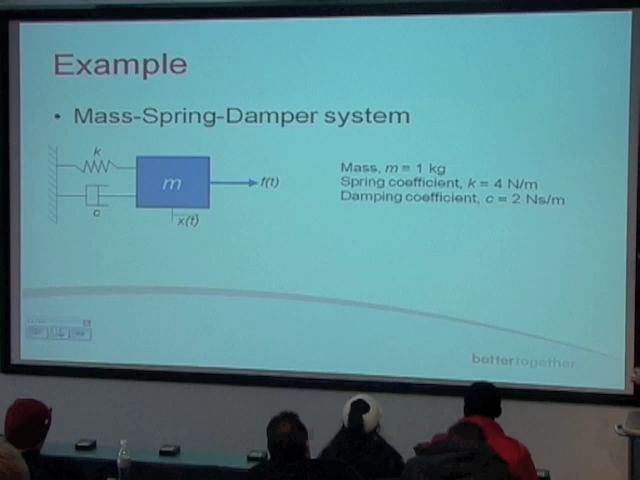 Example
• Mass-Spring-Damper system
k
m
f(t)
c
x(t)
Mass, m = 1 kg
Spring coefficient, k = 4 N/m
Damping coefficient, c = 2 Ns/m
bettertogether